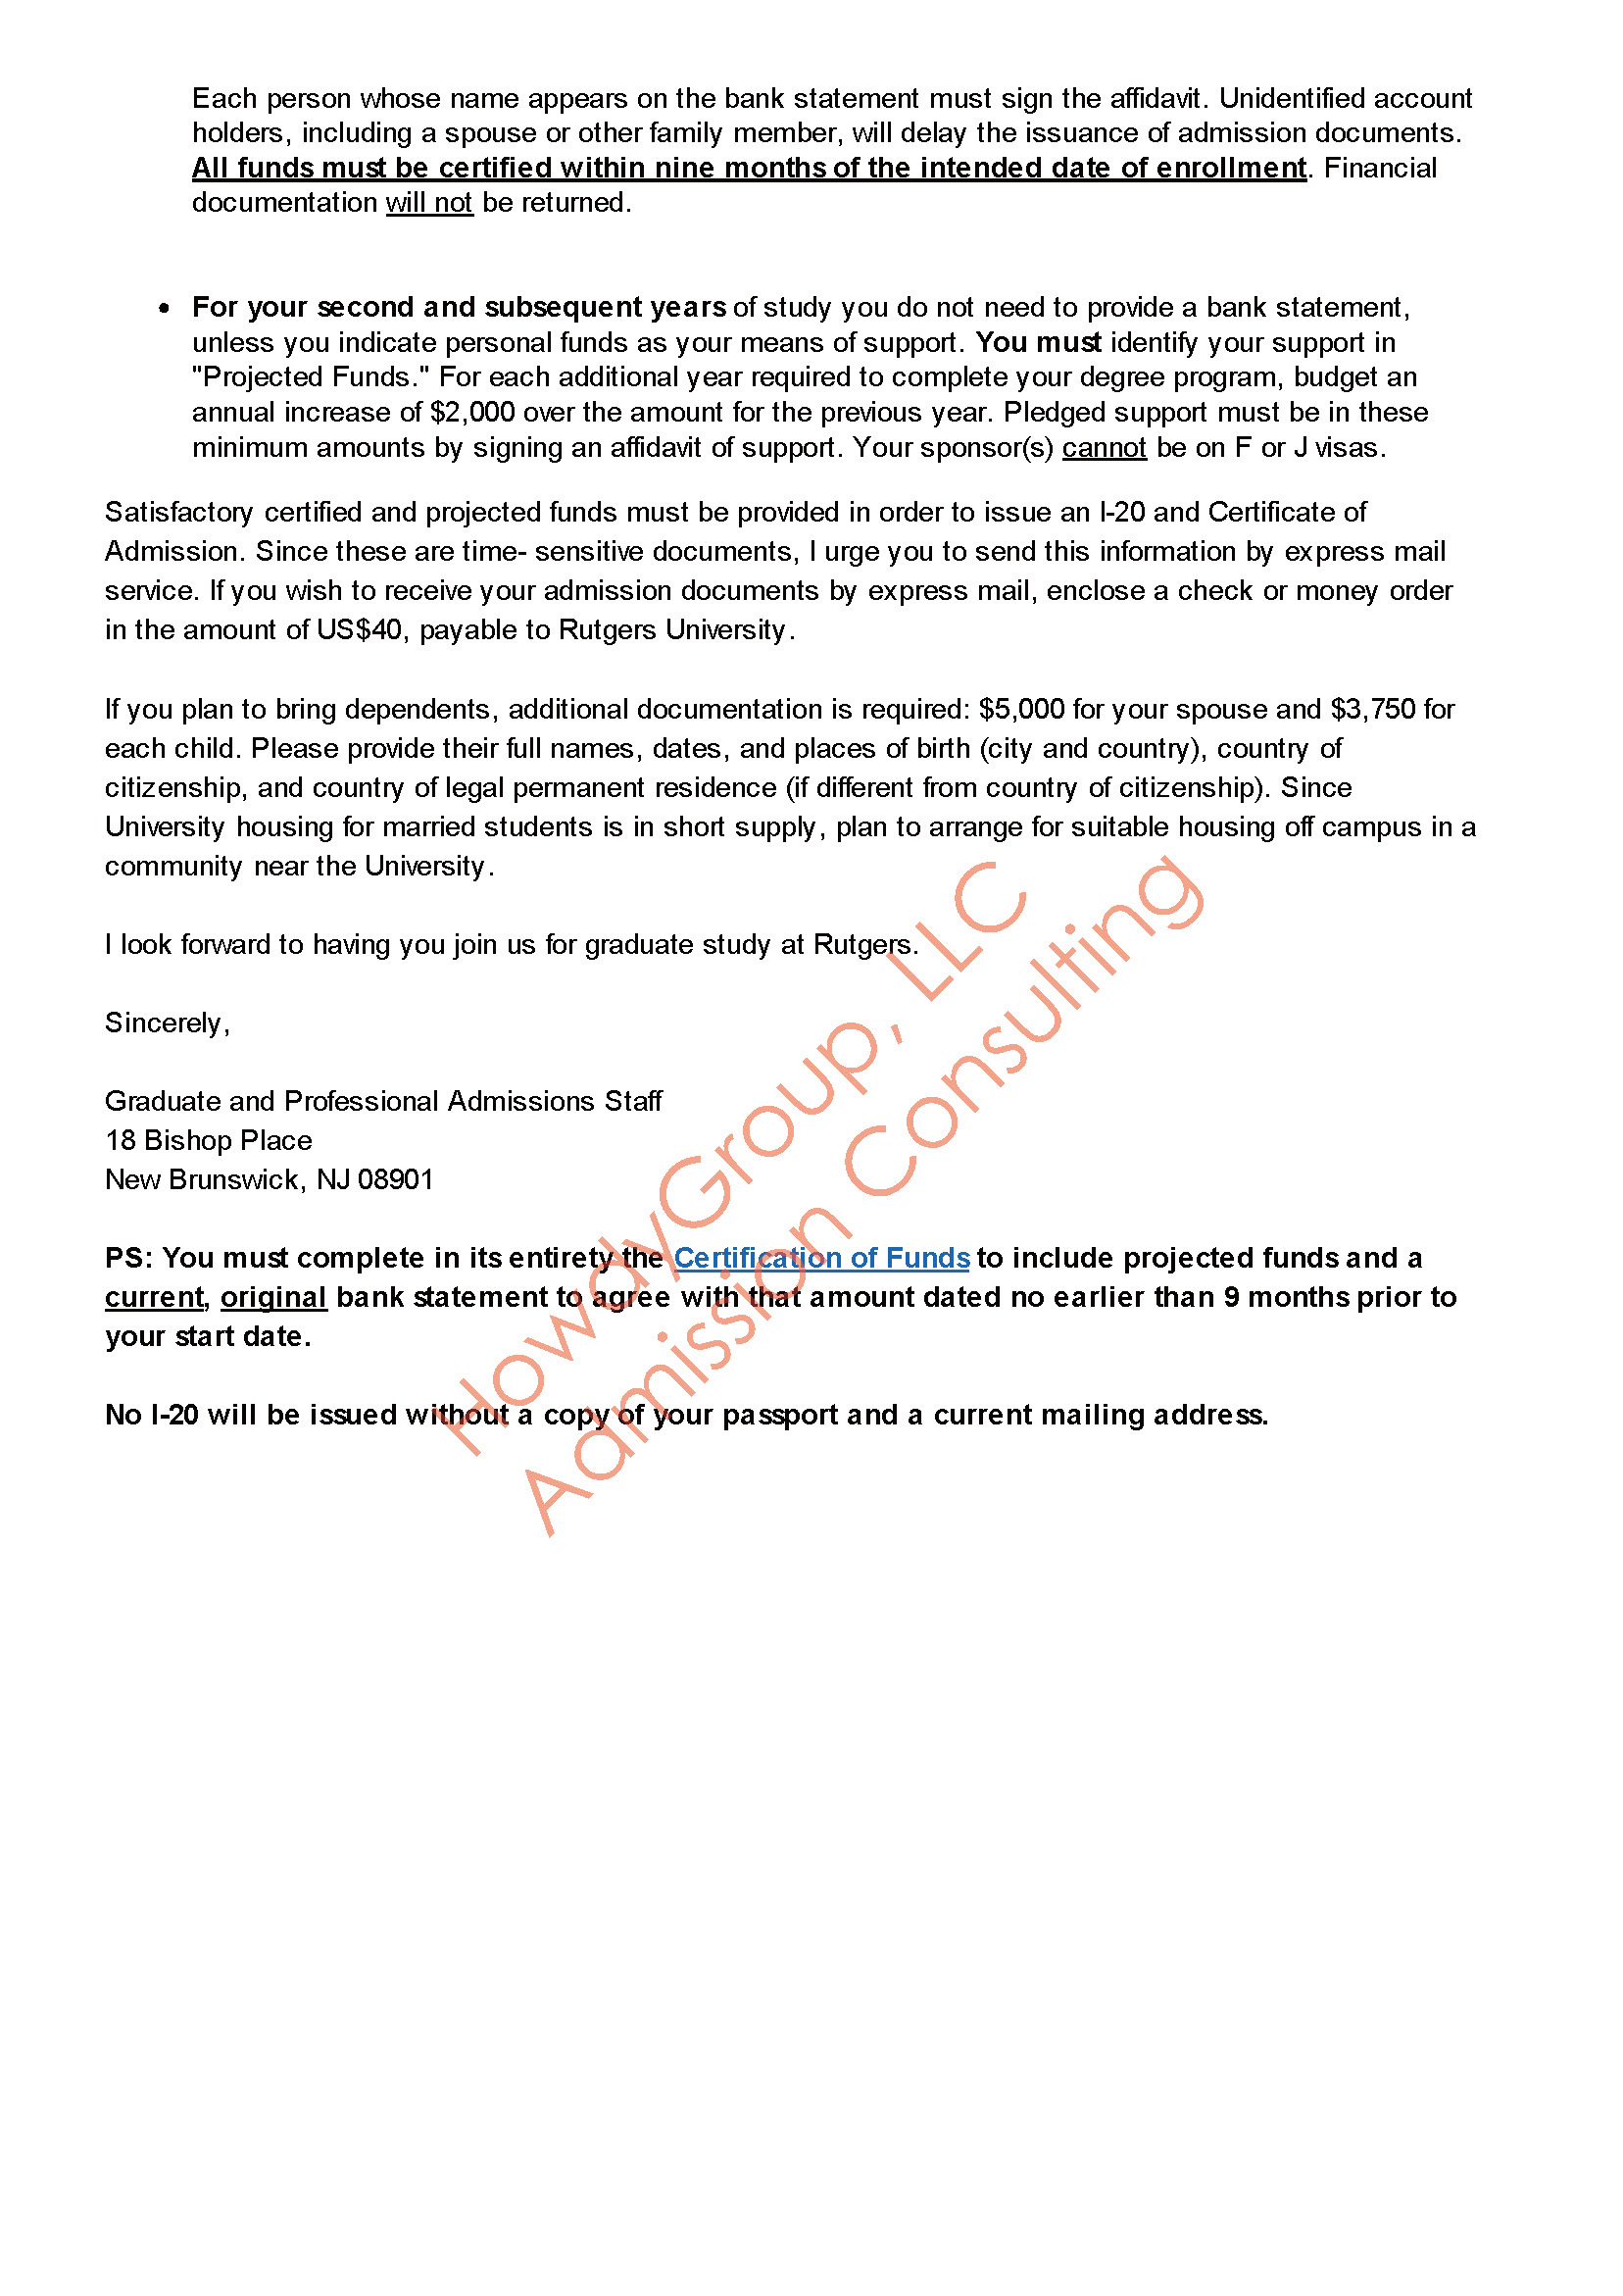 Each person whose name appears on the bank statement must sign the affidavit. Unidentified account
holders, including a spouse or other family member, will delay the issuance of admission documents.
All funds must be certified within nine months of the intended date of enrollment. Financial
documentation will not be returned.
• For your second and subsequent years of study you do not need to provide a bank statement,
unless you indicate personal funds as your means of support. You must identify your support in
"Projected Funds." For each additional year required to complete your degree program, budget an
annual increase of $2,000 over the amount for the previous year. Pledged support must be in these
minimum amounts by signing an affidavit of support. Your sponsor(s) cannot be on F or J visas.
Satisfactory certified and projected funds must be provided in order to issue an I-20 and Certificate of
Admission. Since these are time- sensitive documents, I urge you to send this information by express mail
service. If you wish to receive your admission documents by express mail, enclose a check or money order
in the amount of US$40, payable to Rutgers University.
If you plan to bring dependents, additional documentation is required: $5,000 for your spouse and $3,750 for
each child. Please provide their full names, dates, and places of birth (city and country), country of
citizenship, and country of legal permanent residence (if different from country of citizenship). Since
University housing for married students is in short supply, plan to arrange for suitable housing off campus in a
community near the University.
I look forward to having you join us for graduate study at Rutgers.
Sincerely,
Graduate and Professional Admissions Staff
18 Bishop Place
New Brunswick, NJ 08901
PS: You must complete in its entirety the Certification of Funds to include projected funds and a
current, original bank statement to agree with that amount dated no earlier than 9 months prior to
your start date.
No I-20 will be issued without a copy of your passport and a current mailing address.
HowdyGroup, LLC
Admission Consulting